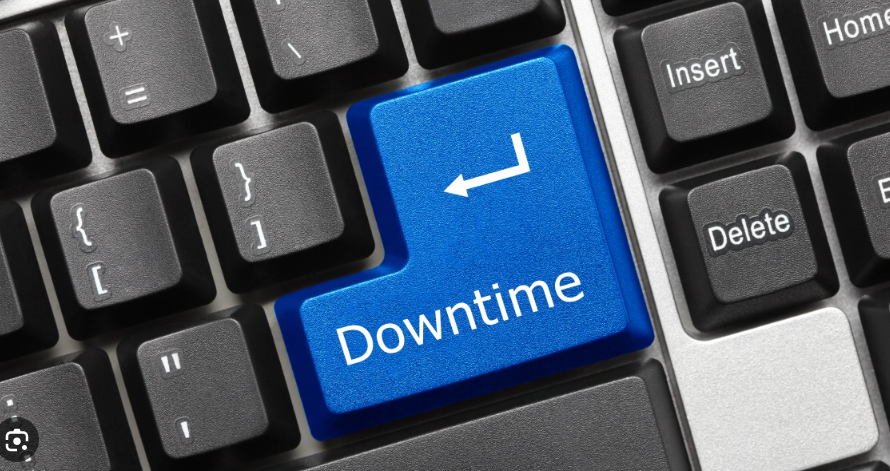 +
=
\
Insert
Home
{
[
}
]
Delete
Downtime
"
'